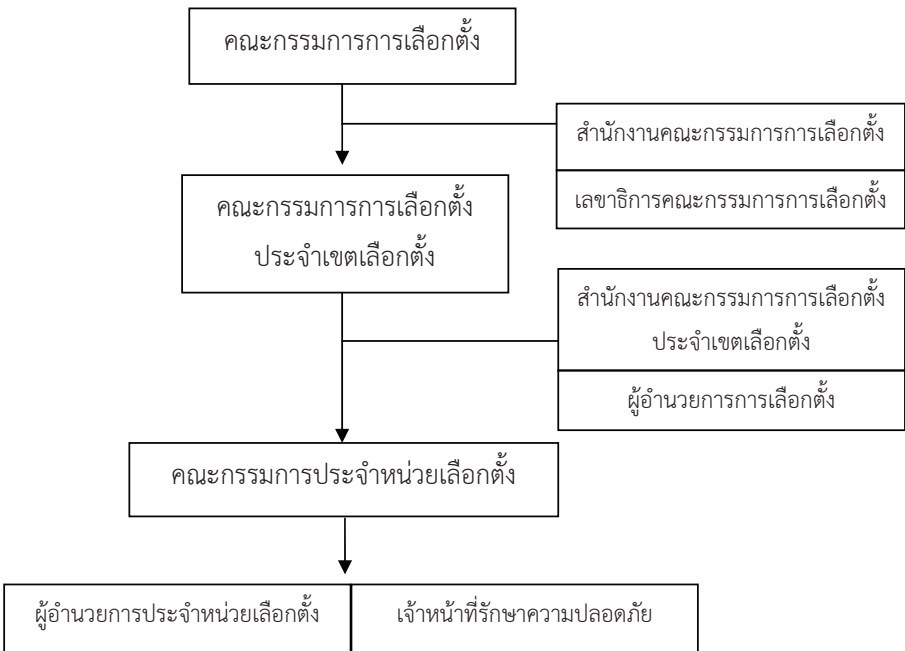 คณะกรรมการการเลือกตั้ง
สำนักงานคณะกรรมการการเลือกตั้ง
เลขาธิการคณะกรรมการการเลือกตั้ง
คณะกรรมการการเลือกตั้ง
ประจำเขตเลือกตั้ง
สำนักงานคณะกรรมการการเลือกตั้ง
ประจำเขตเลือกตั้ง
ผู้อำนวยการการเลือกตั้ง
คณะกรรมการประจำหน่วยเลือกตั้ง
ผู้อำนวยการประจำหน่วยเลือกตั้ง
เจ้าหน้าที่รักษาความปลอดภัย